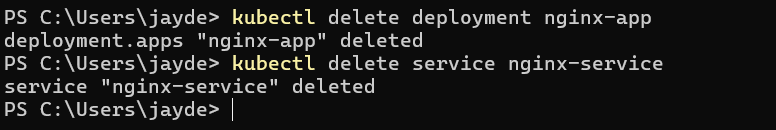 PS C:\Users\jayde> kubectl delete deployment nginx-app
deployment.apps "nginx-app" deleted
PS C:\Users\jayde> kubectl delete service nginx-service
service "nginx-service" deleted
PS C:\Users\jayde>